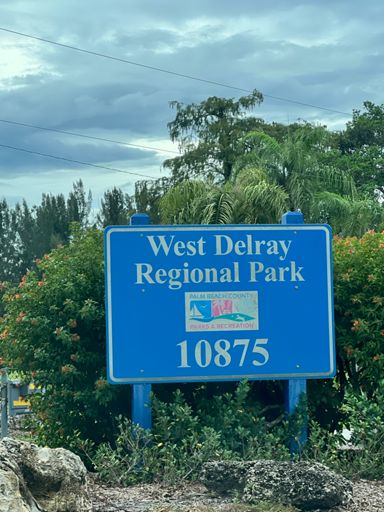 West Delray
Regional Park
PALM BEACH COUNTY
PARKS & RECREATION
10875